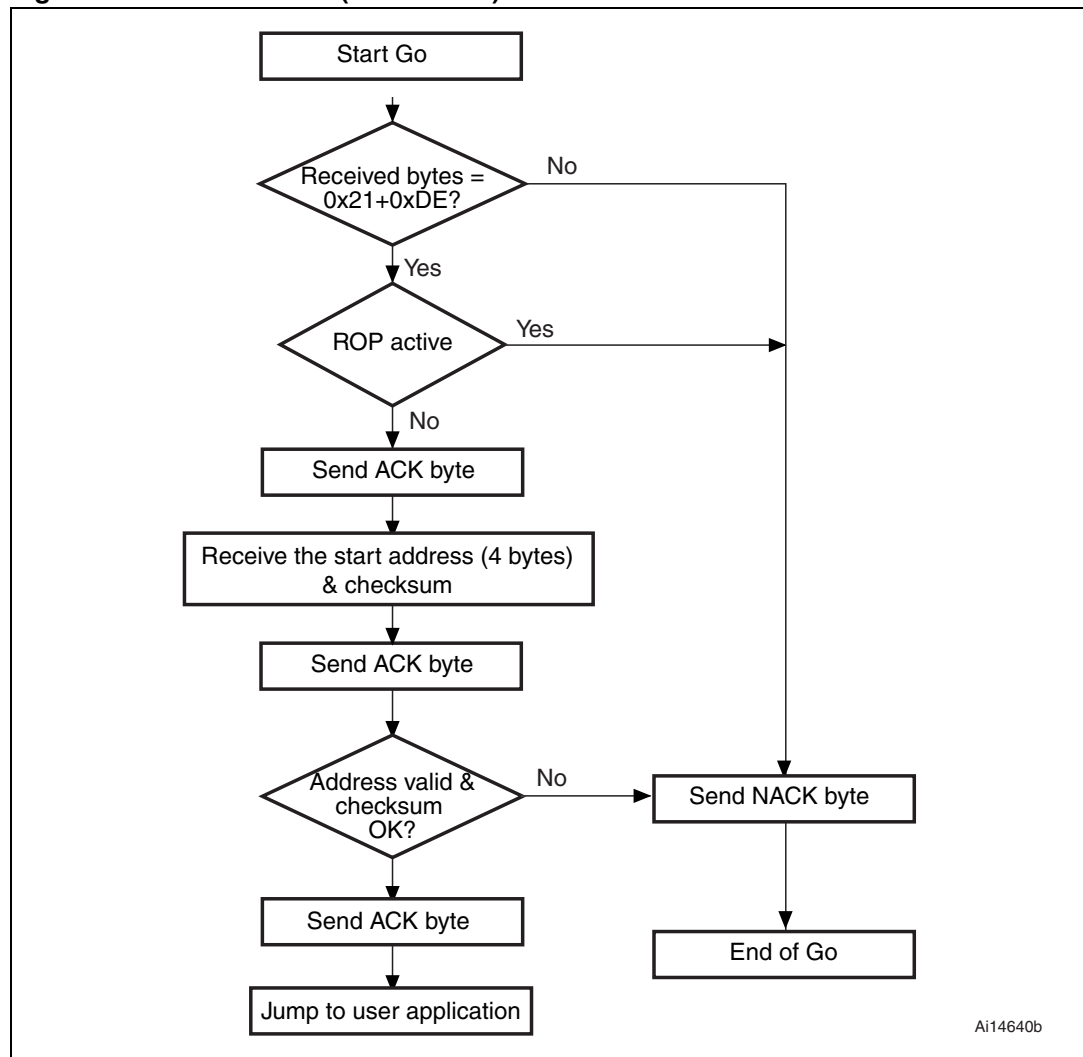 Start Go
Received bytes =
0x21+0xDE?
No
Yes
ROP active
Yes
No
Send ACK byte
Receive the start address (4 bytes)
& checksum
Send ACK byte
Address valid &
checksum
OK?
No
Send NACK byte
Send ACK byte
End of Go
Jump to user application
Ai14640b